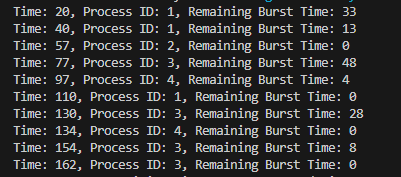 Time: 20, Process ID: 1, Remaining Burst Time: 33
Time: 40, Process ID: 1, Remaining Burst Time: 13
Time: 57, Process ID: 2, Remaining Burst Time: 0
Time: 77, Process ID: 3, Remaining Burst Time: 48
Time: 97, Process ID: 4, Remaining Burst Time: 4
Time: 110, Process ID: 1, Remaining Burst Time: 0
Time: 130, Process ID: 3, Remaining Burst Time: 28
Time: 134, Process ID: 4, Remaining Burst Time: 0
Time: 154, Process ID: 3, Remaining Burst Time: 8
Time: 162, Process ID: 3, Remaining Burst Time: 0